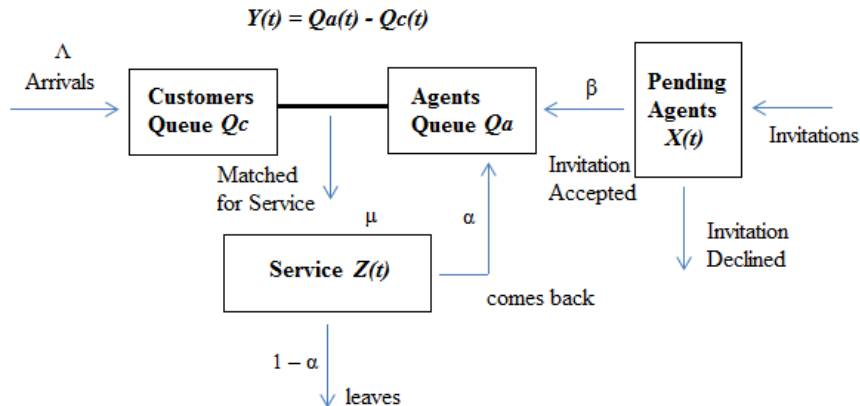 Y(t) = Qa(t) - Qc(t)
Λ
Arrivals
Customers
Queue Qc
Agents
Queue Qa
β
Pending
Agents
X(t)
Invitations
Matched
for Service
Invitation
Accepted
μ
α
Invitation
Declined
Service Z(t)
comes back
1 – α
leaves